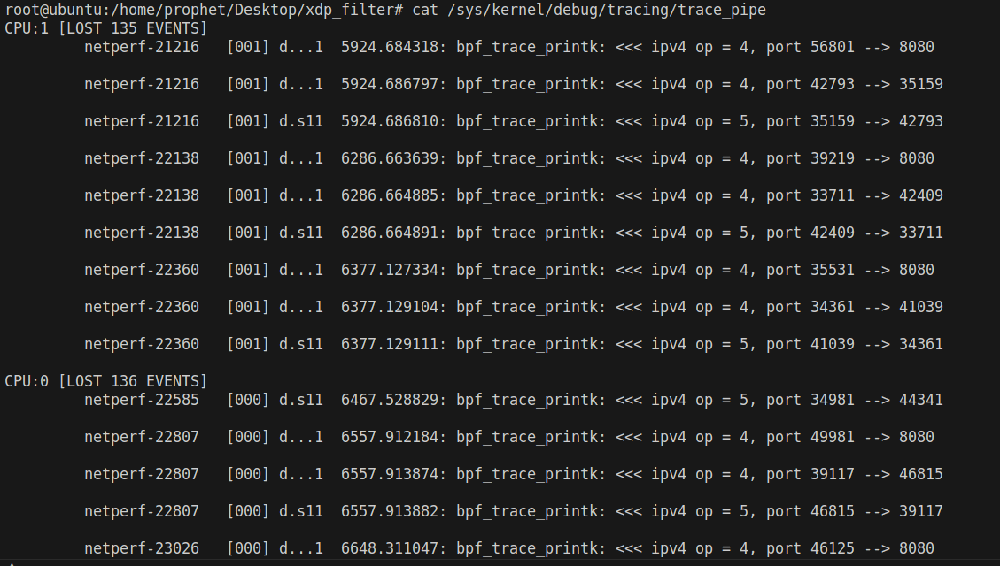 root@ubuntu:/home/prophet/Desktop/xdp_filter# cat /sys/kernel/debug/tracing/trace_pipe
CPU:1 [LOST 135 EVENTS]
netperf-21216 [001] d...1 5924.684318: bpf_trace_printk: <<< ipv4 op = 4, port 56801 --> 8080
netperf-21216 [001] d...1 5924.686797: bpf_trace_printk: <<< ipv4 op = 4, port 42793 --> 35159
netperf-21216 [001] d.s11 5924.686810: bpf_trace_printk: <<< ipv4 op = 5, port 35159 --> 42793
netperf-22138 [001] d...1 6286.663639: bpf_trace_printk: <<< ipv4 op = 4, port 39219 --> 8080
netperf-22138 [001] d...1 6286.664885: bpf_trace_printk: <<< ipv4 op = 4, port 33711 --> 42409
netperf-22138 [001] d.s11 6286.664891: bpf_trace_printk: <<< ipv4 op = 5, port 42409 --> 33711
netperf-22360 [001] d...1 6377.127334: bpf_trace_printk: <<< ipv4 op = 4, port 35531 --> 8080
netperf-22360 [001] d...1 6377.129104: bpf_trace_printk: <<< ipv4 op = 4, port 34361 --> 41039
netperf-22360 [001] d.s11 6377.129111: bpf_trace_printk: <<< ipv4 op = 5, port 41039 --> 34361
CPU:0 [LOST 136 EVENTS]
netperf-22585 [000] d.s11 6467.528829: bpf_trace_printk: <<< ipv4 op = 5, port 34981 --> 44341
netperf-22807 [000] d...1 6557.912184: bpf_trace_printk: <<< ipv4 op = 4, port 49981 --> 8080
netperf-22807 [000] d...1 6557.913874: bpf_trace_printk: <<< ipv4 op = 4, port 39117 --> 46815
netperf-22807 [000] d.s11 6557.913882: bpf_trace_printk: <<< ipv4 op = 5, port 46815 --> 39117
netperf-23026 [000] d...1 6648.311047: bpf_trace_printk: <<< ipv4 op = 4, port 46125 --> 8080